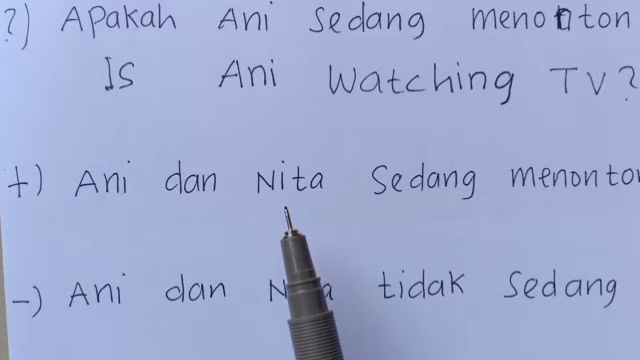 ?) Apakah Ani Sedang menonton
Is Ani Watching TV?
+) Ani dan Nita Sedang
-) Ani dan tidak Sedang